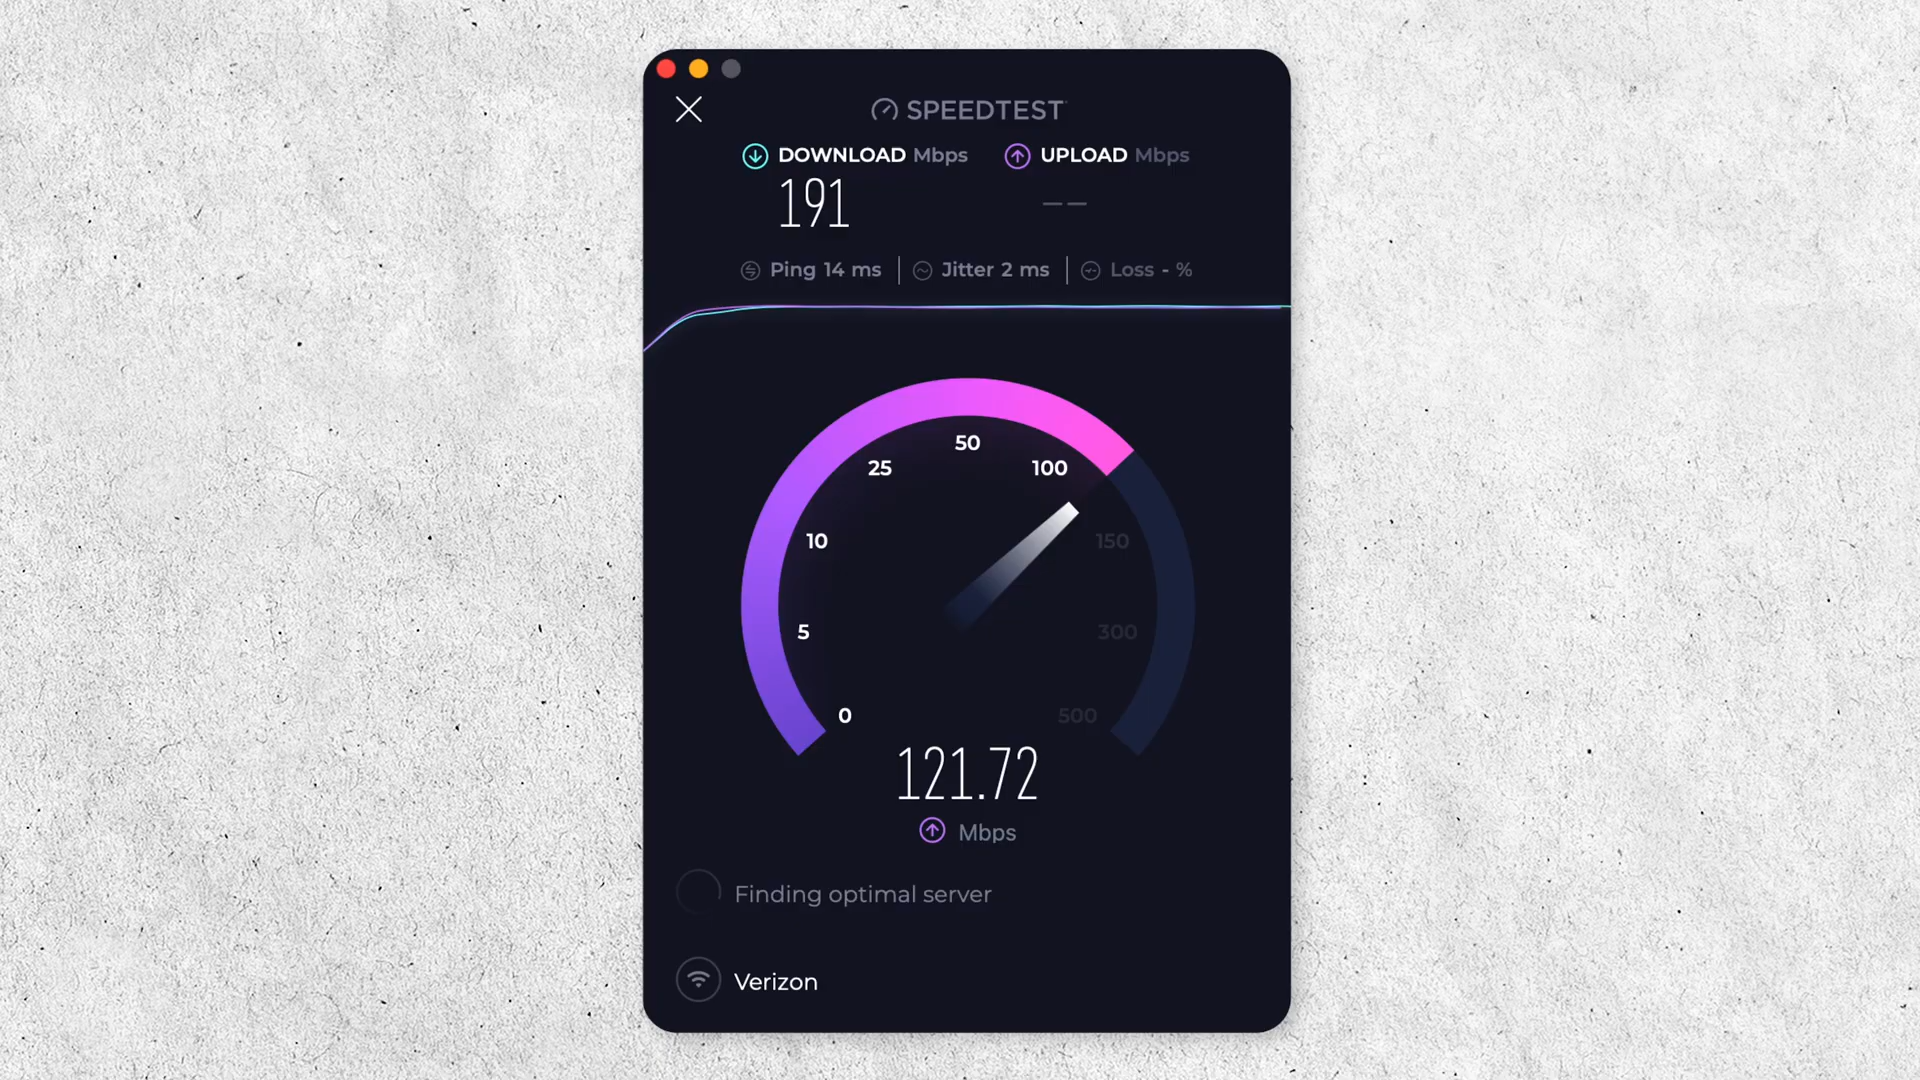 SPEEDTEST
DOWNLOAD Mbps
191
UPLOAD Mbps
— —
Ping 14 ms
Jitter 2 ms
Loss - %
0
5
10
25
50
100
150
300
500
121.72
Mbps
Finding optimal server
Verizon